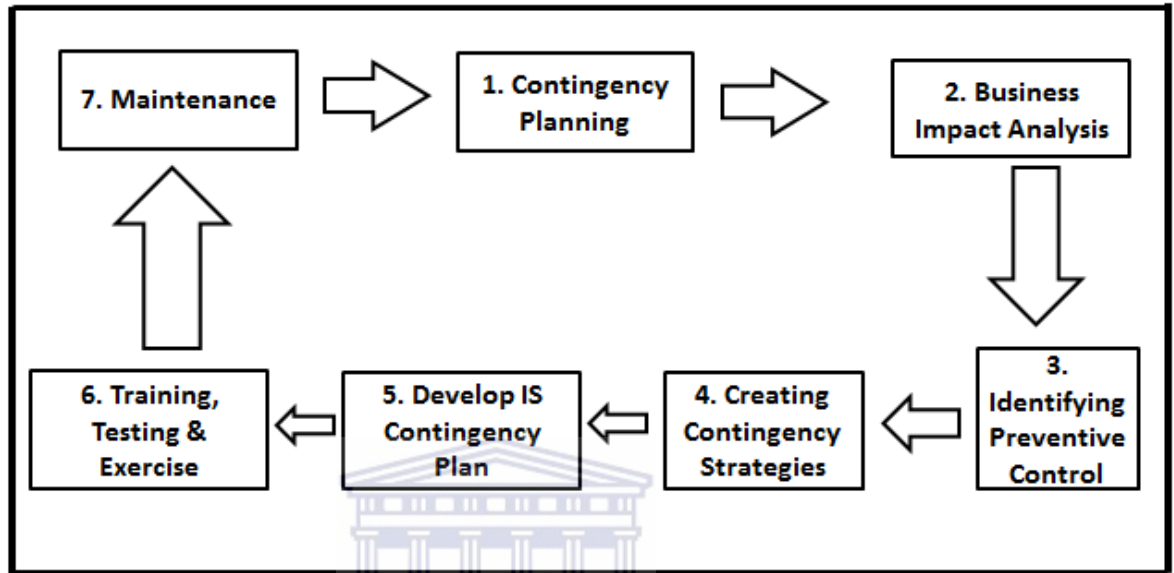 7. Maintenance
1. Contingency
Planning
2. Business
Impact Analysis
3.
Identifying
Preventive
Control
4. Creating
Contingency
Strategies
5. Develop IS
Contingency
Plan
6. Training,
Testing &
Exercise